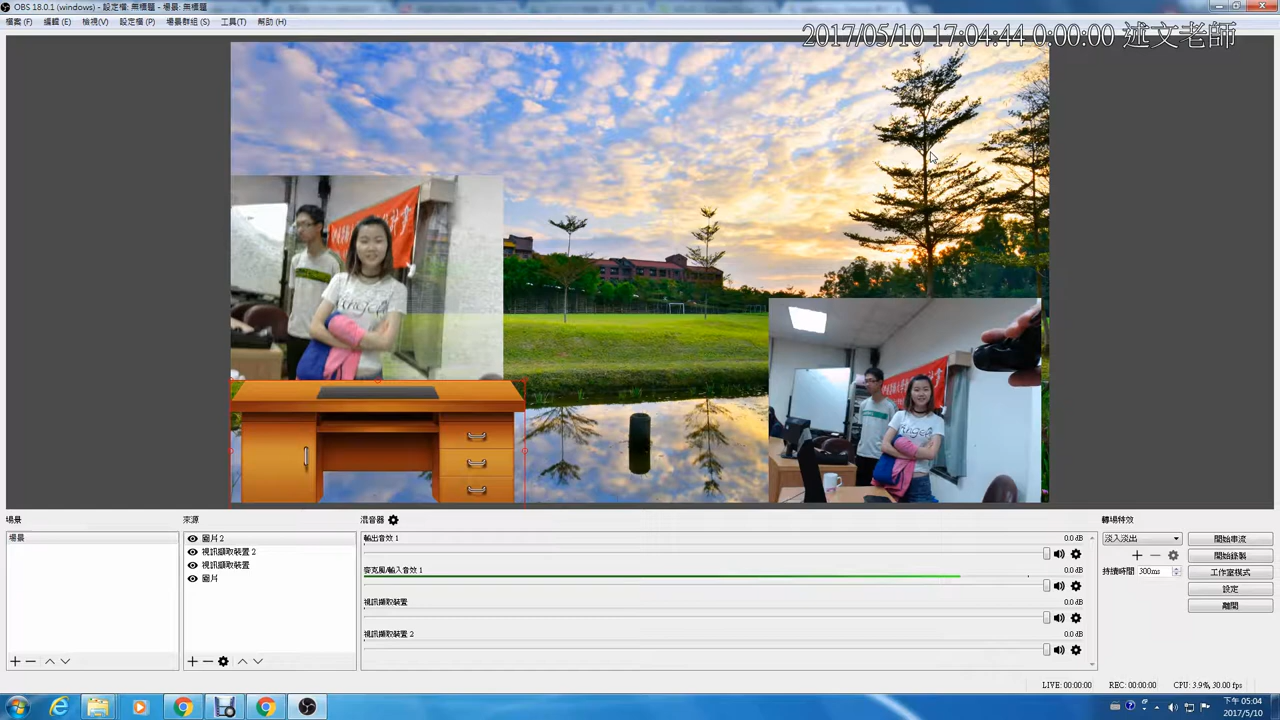 OBS 18.0.1 (windows) - 設定檔: 無標題 - 場景: 無標題
檔案(F) 編輯(E) 檢視(V) 設定檔(P) 場景群組(S) 工具(T) 幫助(H)
2017/05/10 17:04:44 0:00:00 述文老師
場景 來源 混音器 轉場特效
場景
圖片 2
視訊擷取裝置 2
視訊擷取裝置
圖片
輸出音效 1 0.0 dB
麥克風/輸入音效 1 0.0 dB
視訊擷取裝置 0.0 dB
視訊擷取裝置 2 0.0 dB
淡入淡出
持續時間 300ms
開始串流
開始錄製
工作室模式
設定
離開
LIVE: 00:00:00 REC: 00:00:00 CPU: 3.9%, 30.00 fps
下午 05:04
2017/5/10